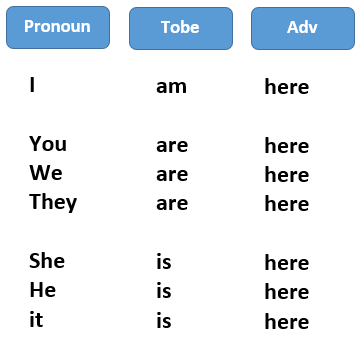 Pronoun Tobe Adv
I am here
You are here
We are here
They are here
She is here
He is here
it is here